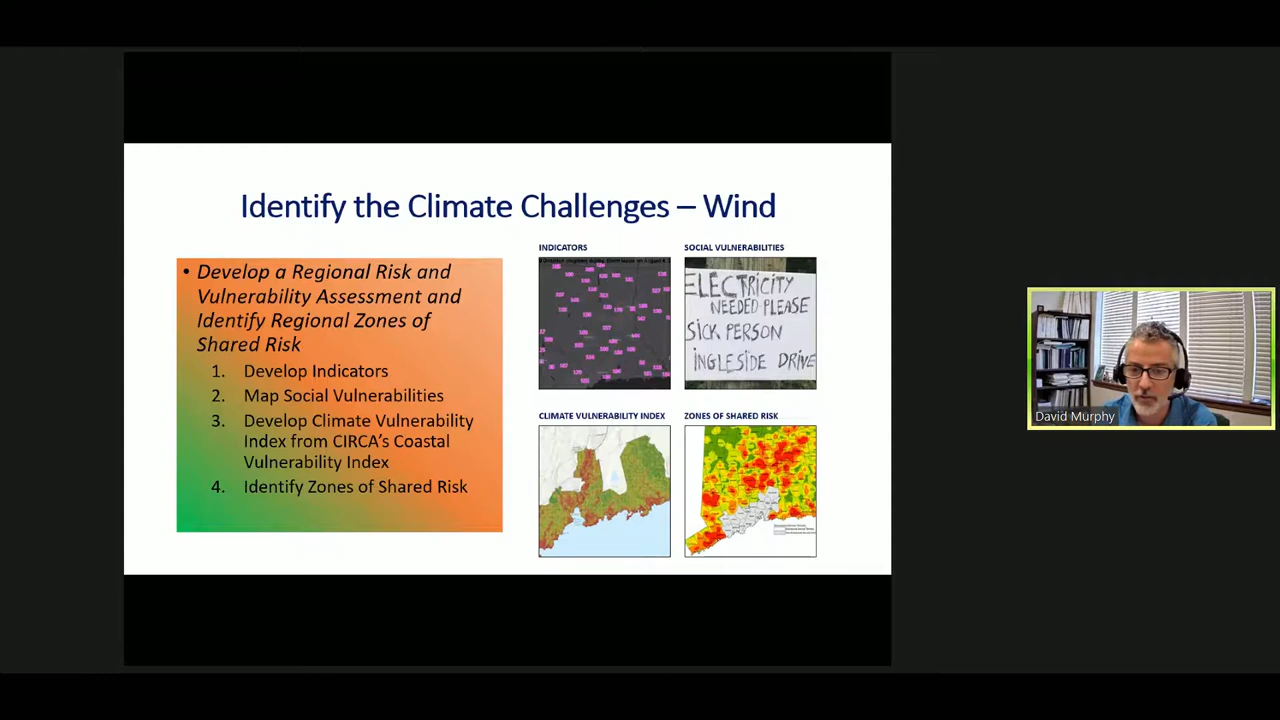 Identify the Climate Challenges – Wind
• Develop a Regional Risk and
Vulnerability Assessment and
Identify Regional Zones of
Shared Risk
1. Develop Indicators
2. Map Social Vulnerabilities
3. Develop Climate Vulnerability
Index from CIRCA's Coastal
Vulnerability Index
4. Identify Zones of Shared Risk
INDICATORS
SOCIAL VULNERABILITIES
ELECTRICITY
NEEDED PLEASE
SICK PERSON
INGLESIDE DRIVE
CLIMATE VULNERABILITY INDEX
ZONES OF SHARED RISK
David Murphy